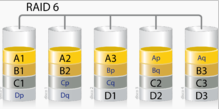 RAID 6
A1 A2 A3 Ap Aq
B1 B2 Bp Bq B3
C1 Cp Cq C2 C3
Dp Dq D1 D2 D3